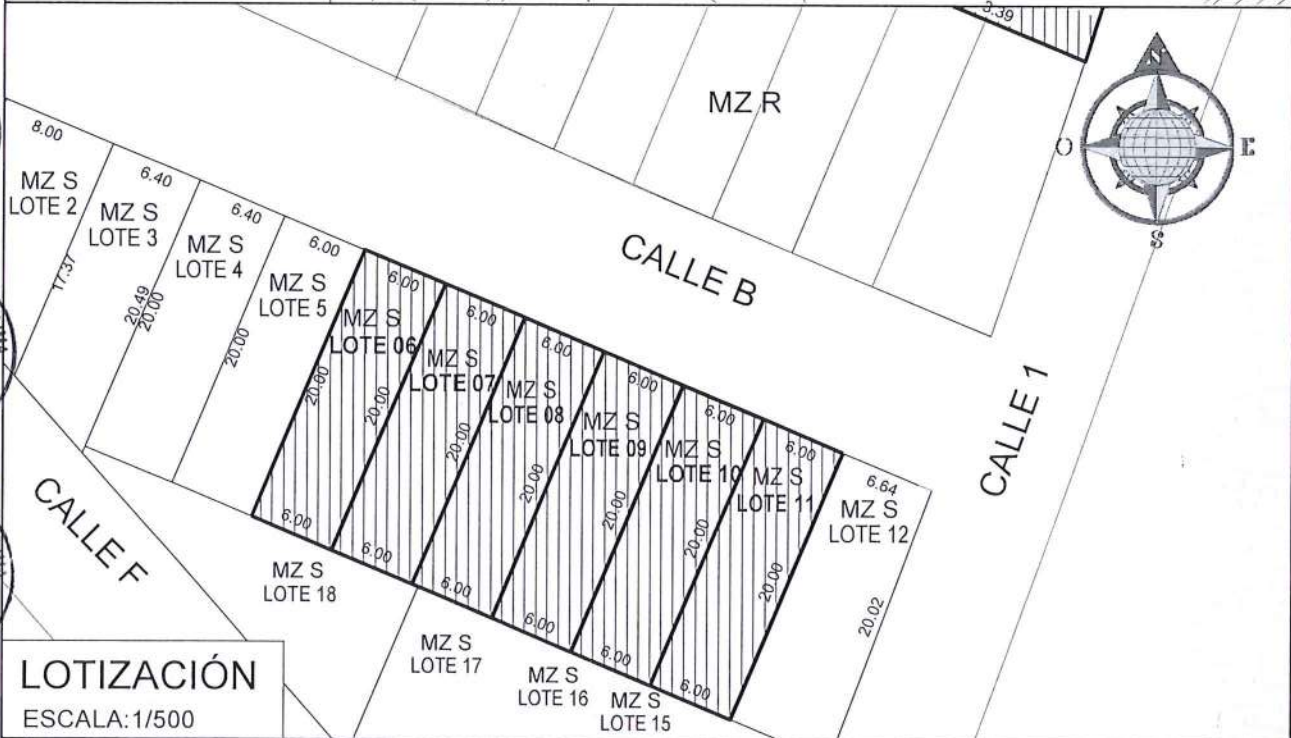 3.39
N
O
E
S
MZ R
CALLE B
CALLE 1
CALLE F
8.00
MZ S
LOTE 2
17.37
6.40
MZ S
LOTE 3
20.49
20.00
6.40
MZ S
LOTE 4
20.00
6.00
MZ S
LOTE 5
6.00
MZ S
LOTE 06
20.00
6.00
6.00
MZ S
LOTE 07
20.00
6.00
6.00
MZ S
LOTE 08
20.00
6.00
6.00
MZ S
LOTE 09
20.00
6.00
6.00
MZ S
LOTE 10
20.00
6.00
6.00
MZ S
LOTE 11
20.00
20.00
6.00
6.64
MZ S
LOTE 12
20.02
MZ S
LOTE 18
MZ S
LOTE 17
MZ S
LOTE 16
MZ S
LOTE 15
LOTIZACIÓN
ESCALA:1/500